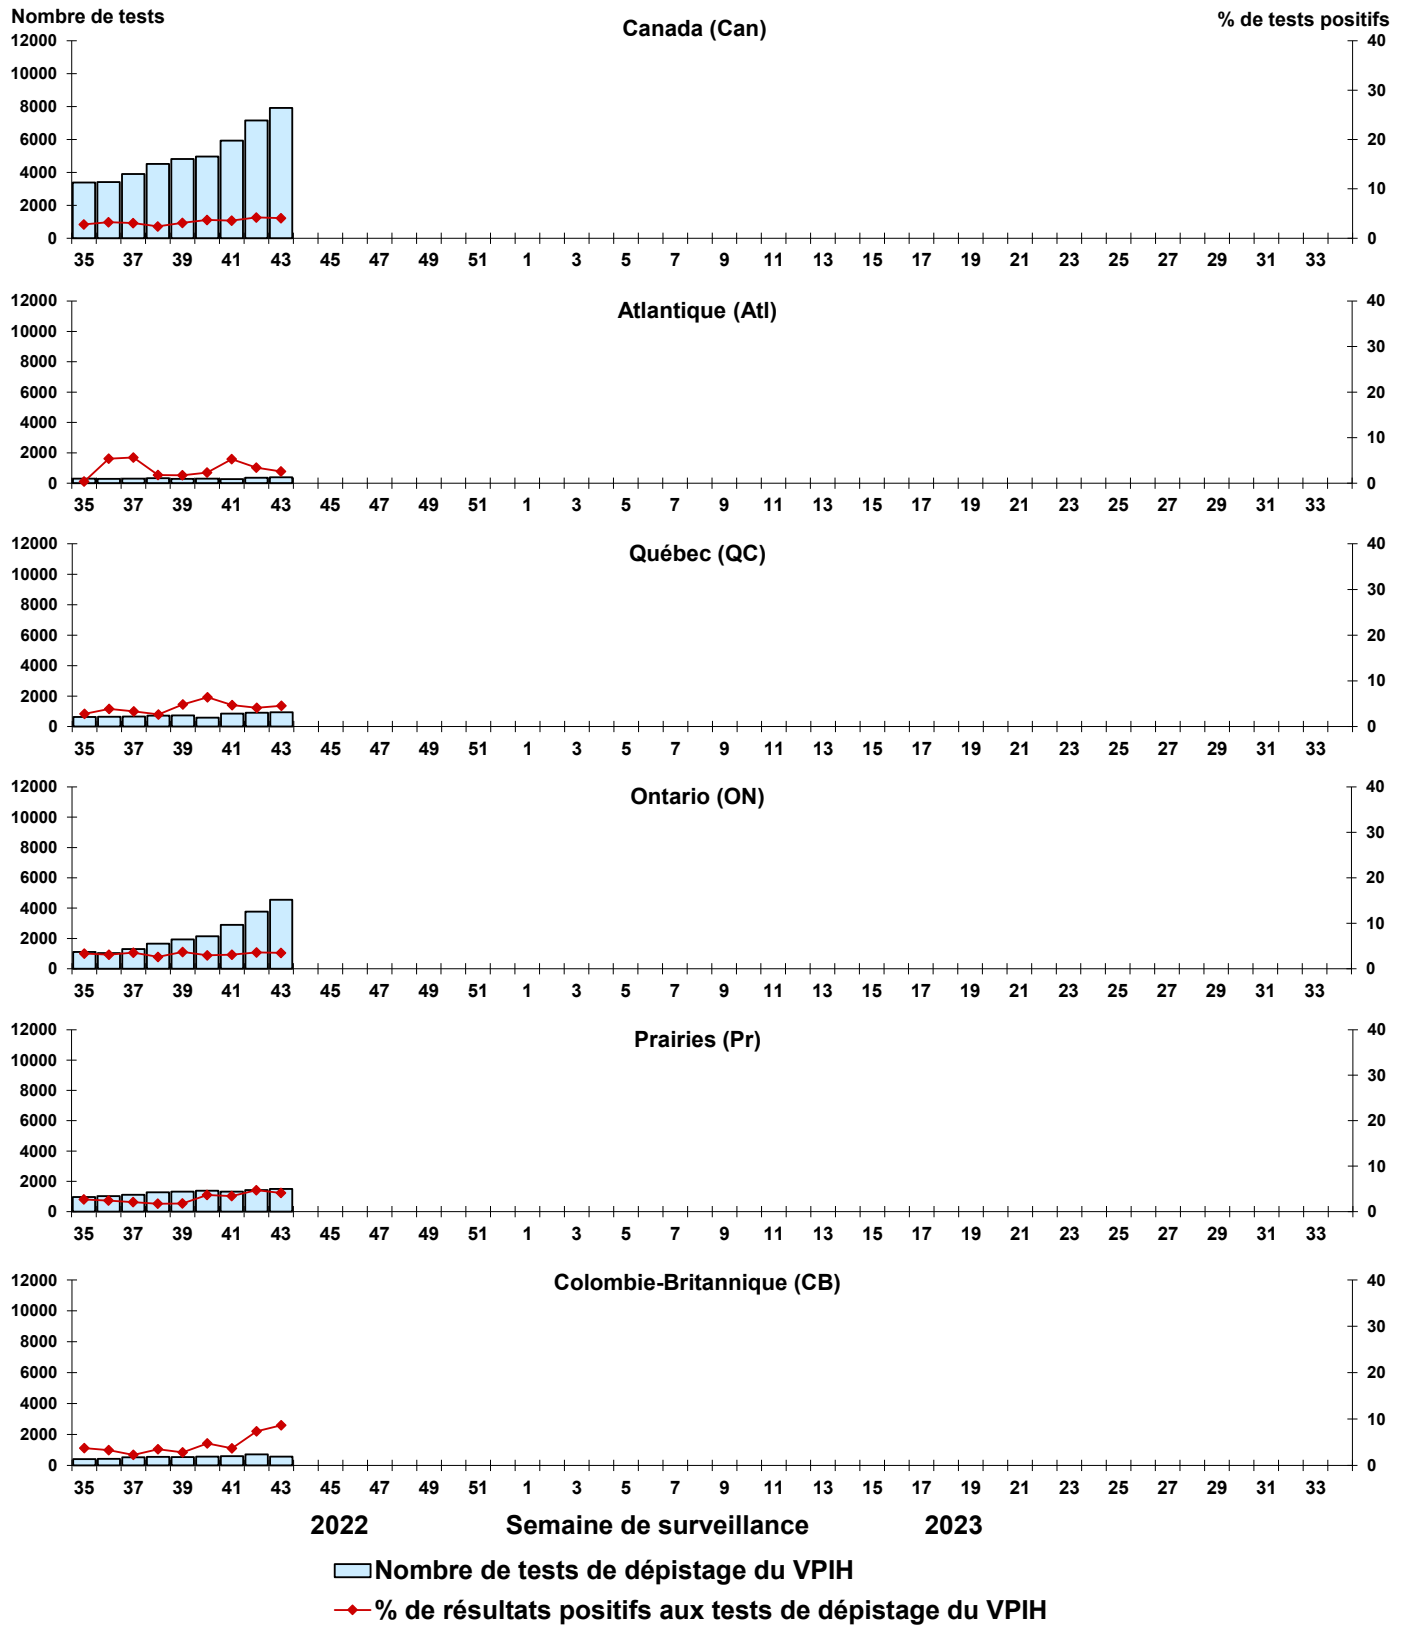 Nombre de tests
Canada (Can)
% de tests positifs
12000 10000 8000 6000 4000 2000 0
40 30 20 10 0
35 37 39 41 43 45 47 49 51 1 3 5 7 9 11 13 15 17 19 21 23 25 27 29 31 33
Atlantique (Atl)
12000 10000 8000 6000 4000 2000 0
40 30 20 10 0
35 37 39 41 43 45 47 49 51 1 3 5 7 9 11 13 15 17 19 21 23 25 27 29 31 33
Québec (QC)
12000 10000 8000 6000 4000 2000 0
40 30 20 10 0
35 37 39 41 43 45 47 49 51 1 3 5 7 9 11 13 15 17 19 21 23 25 27 29 31 33
Ontario (ON)
12000 10000 8000 6000 4000 2000 0
40 30 20 10 0
35 37 39 41 43 45 47 49 51 1 3 5 7 9 11 13 15 17 19 21 23 25 27 29 31 33
Prairies (Pr)
12000 10000 8000 6000 4000 2000 0
40 30 20 10 0
35 37 39 41 43 45 47 49 51 1 3 5 7 9 11 13 15 17 19 21 23 25 27 29 31 33
Colombie-Britannique (CB)
12000 10000 8000 6000 4000 2000 0
40 30 20 10 0
35 37 39 41 43 45 47 49 51 1 3 5 7 9 11 13 15 17 19 21 23 25 27 29 31 33
2022 Semaine de surveillance 2023
Nombre de tests de dépistage du VPIH
% de résultats positifs aux tests de dépistage du VPIH